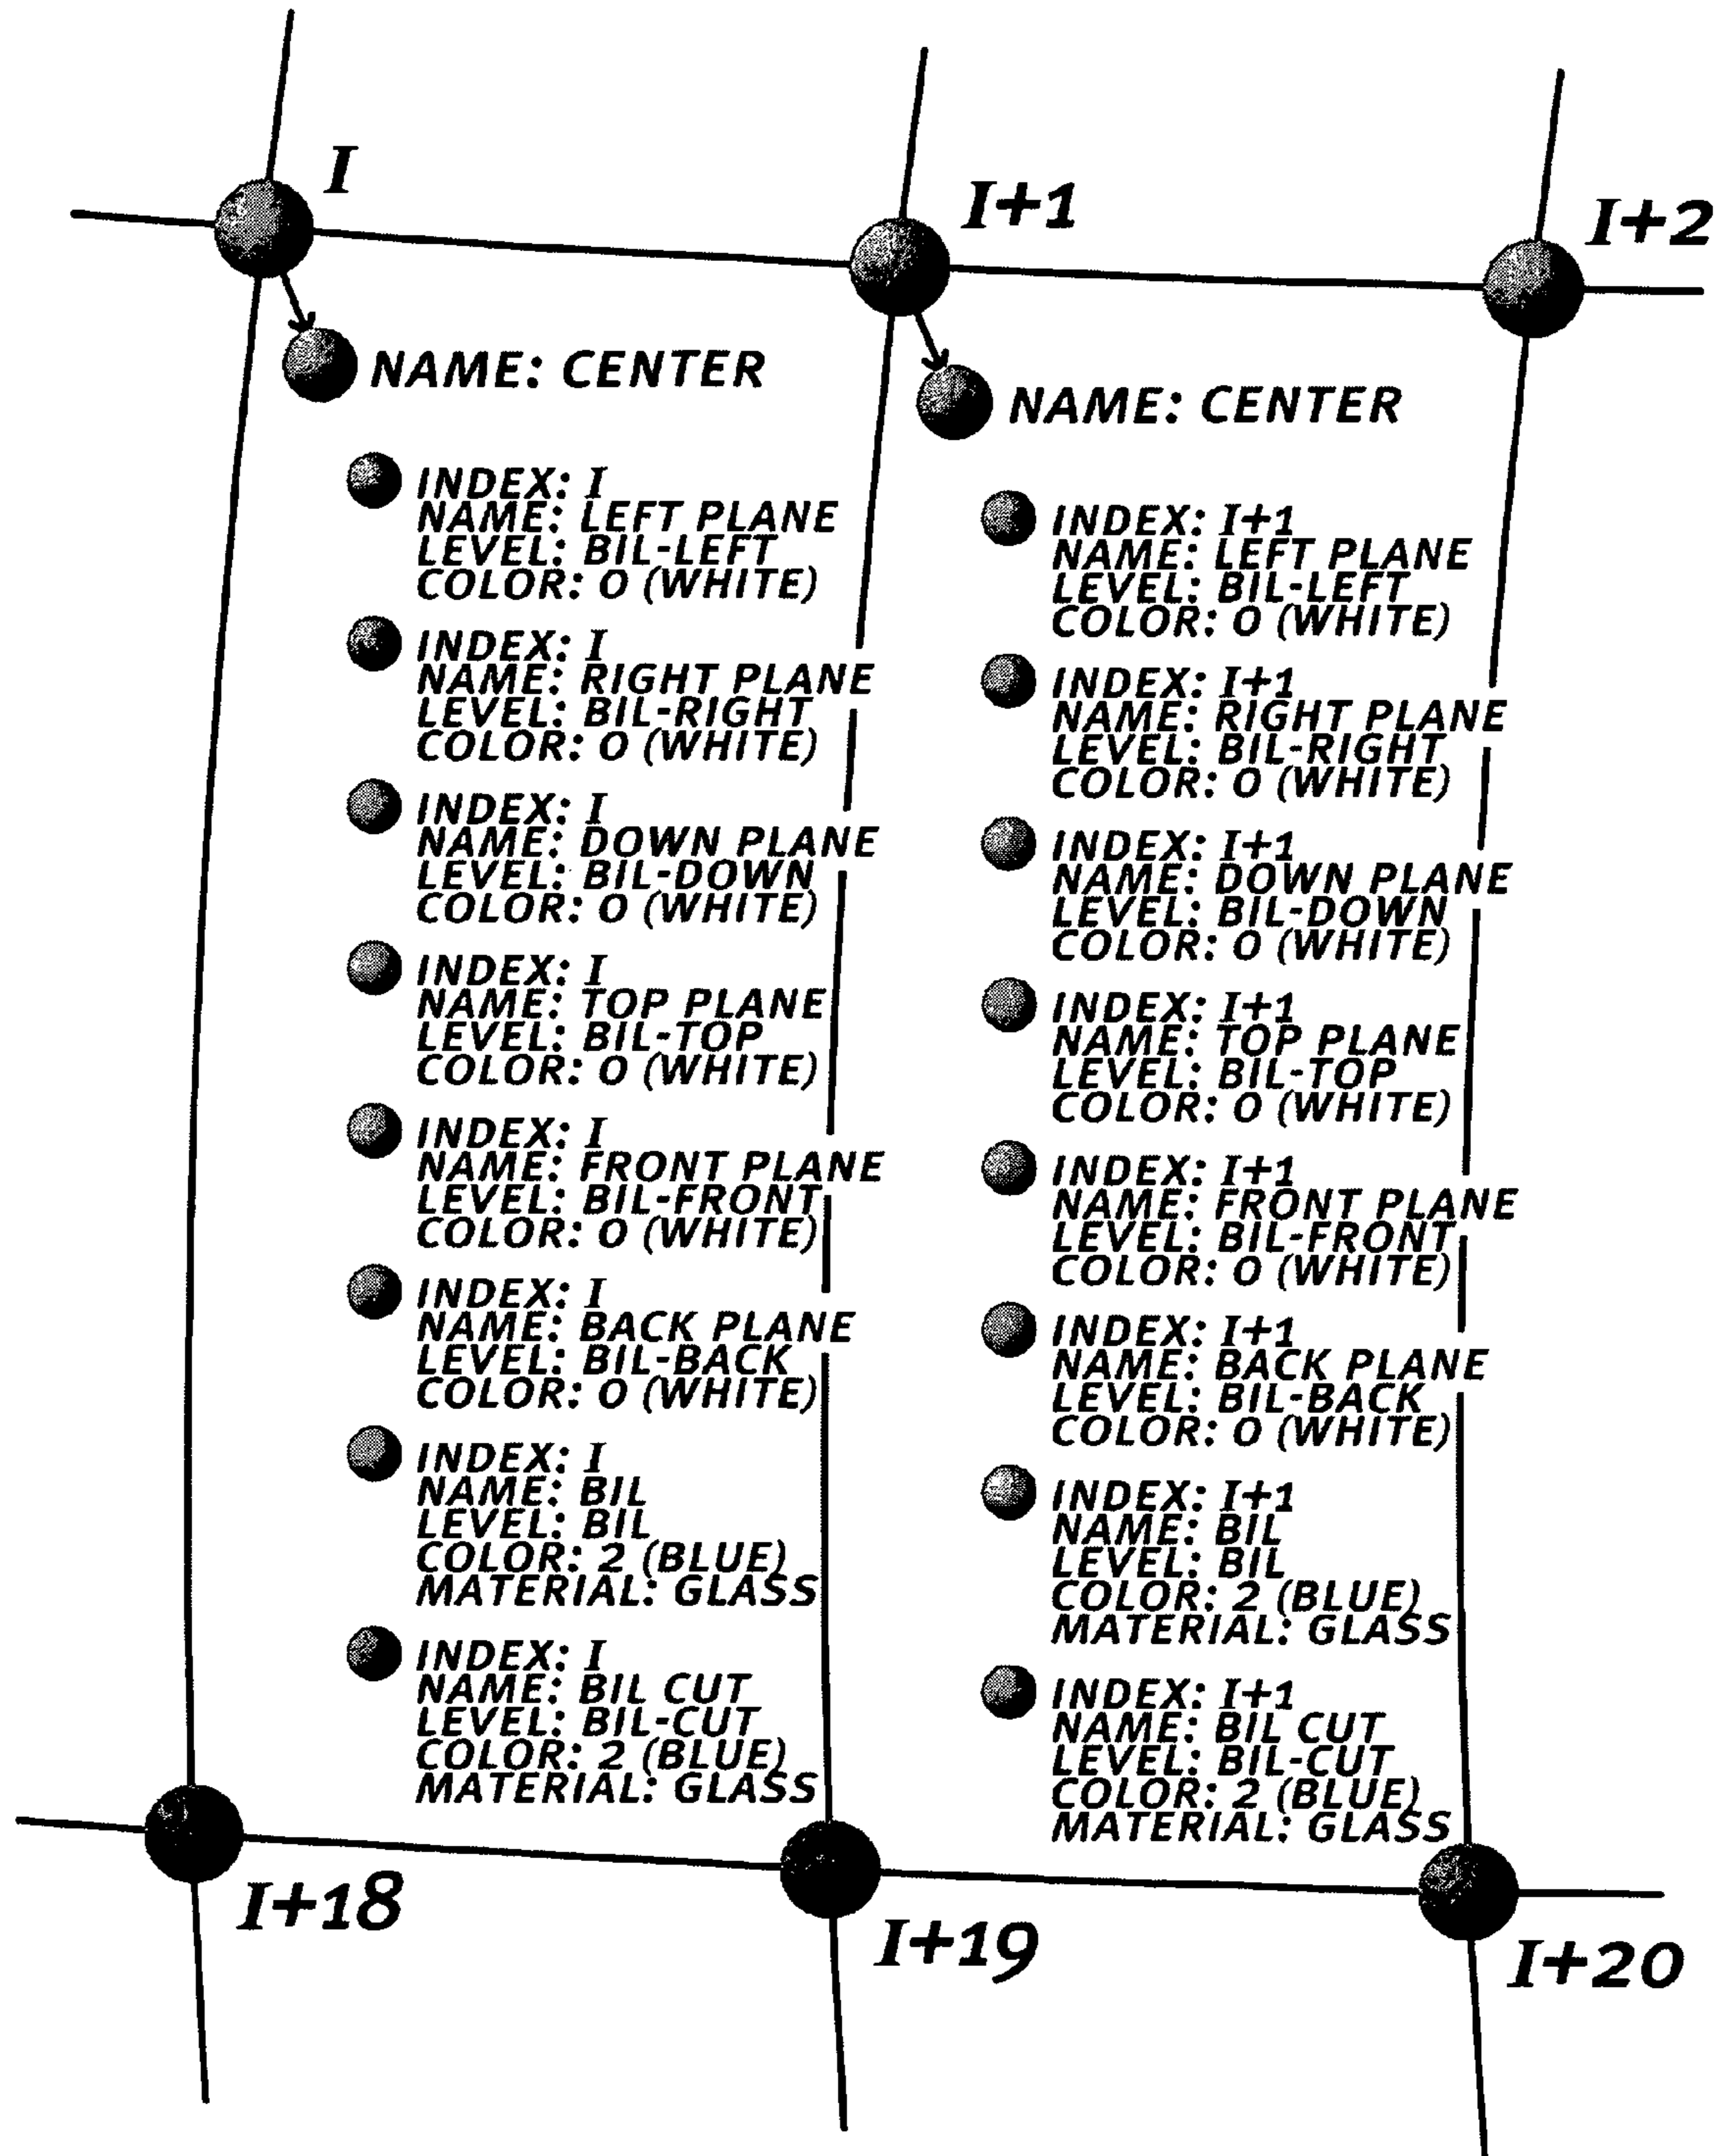 I
I+1
I+2
NAME: CENTER
INDEX: I
NAME: LEFT PLANE
LEVEL: BIL-LEFT
COLOR: 0 (WHITE)
INDEX: I
NAME: RIGHT PLANE
LEVEL: BIL-RIGHT
COLOR: 0 (WHITE)
INDEX: I
NAME: DOWN PLANE
LEVEL: BIL-DOWN
COLOR: 0 (WHITE)
INDEX: I
NAME: TOP PLANE
LEVEL: BIL-TOP
COLOR: 0 (WHITE)
INDEX: I
NAME: FRONT PLANE
LEVEL: BIL-FRONT
COLOR: 0 (WHITE)
INDEX: I
NAME: BACK PLANE
LEVEL: BIL-BACK
COLOR: 0 (WHITE)
INDEX: I
NAME: BIL
LEVEL: BIL
COLOR: 2 (BLUE)
MATERIAL: GLASS
INDEX: I
NAME: BIL CUT
LEVEL: BIL-CUT
COLOR: 2 (BLUE)
MATERIAL: GLASS
NAME: CENTER
INDEX: I+1
NAME: LEFT PLANE
LEVEL: BIL-LEFT
COLOR: 0 (WHITE)
INDEX: I+1
NAME: RIGHT PLANE
LEVEL: BIL-RIGHT
COLOR: 0 (WHITE)
INDEX: I+1
NAME: DOWN PLANE
LEVEL: BIL-DOWN
COLOR: 0 (WHITE)
INDEX: I+1
NAME: TOP PLANE
LEVEL: BIL-TOP
COLOR: 0 (WHITE)
INDEX: I+1
NAME: FRONT PLANE
LEVEL: BIL-FRONT
COLOR: 0 (WHITE)
INDEX: I+1
NAME: BACK PLANE
LEVEL: BIL-BACK
COLOR: 0 (WHITE)
INDEX: I+1
NAME: BIL
LEVEL: BIL
COLOR: 2 (BLUE)
MATERIAL: GLASS
INDEX: I+1
NAME: BIL CUT
LEVEL: BIL-CUT
COLOR: 2 (BLUE)
MATERIAL: GLASS
I+18
I+19
I+20